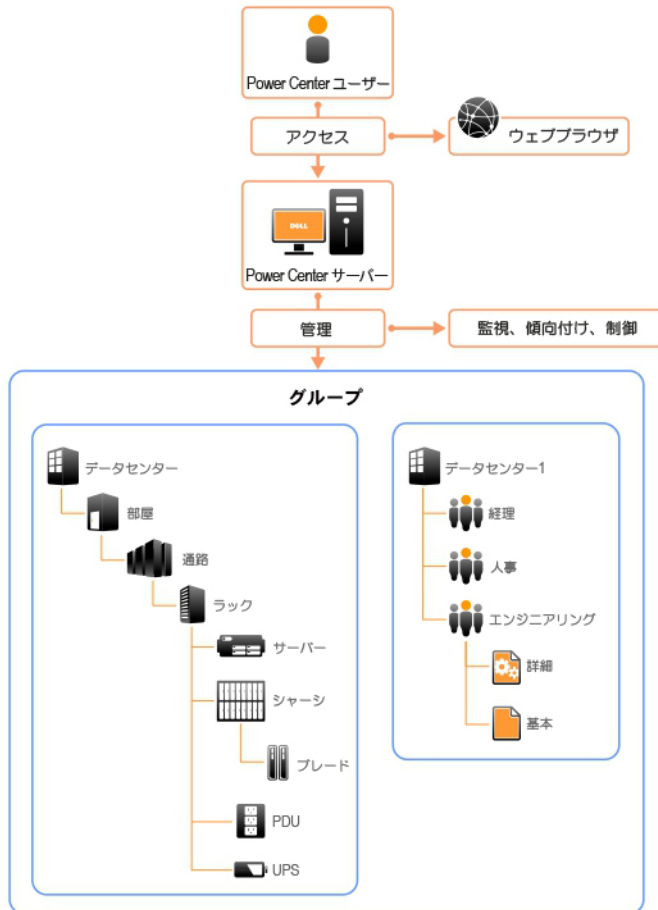 Power Center ユーザー
アクセス
ウェブブラウザ
DELL
Power Center サーバー
管理
監視、傾向付け、制御
グループ
データセンター
部屋
通路
ラック
サーバー
シャーシ
ブレード
PDU
UPS
データセンター1
経理
人事
エンジニアリング
詳細
基本